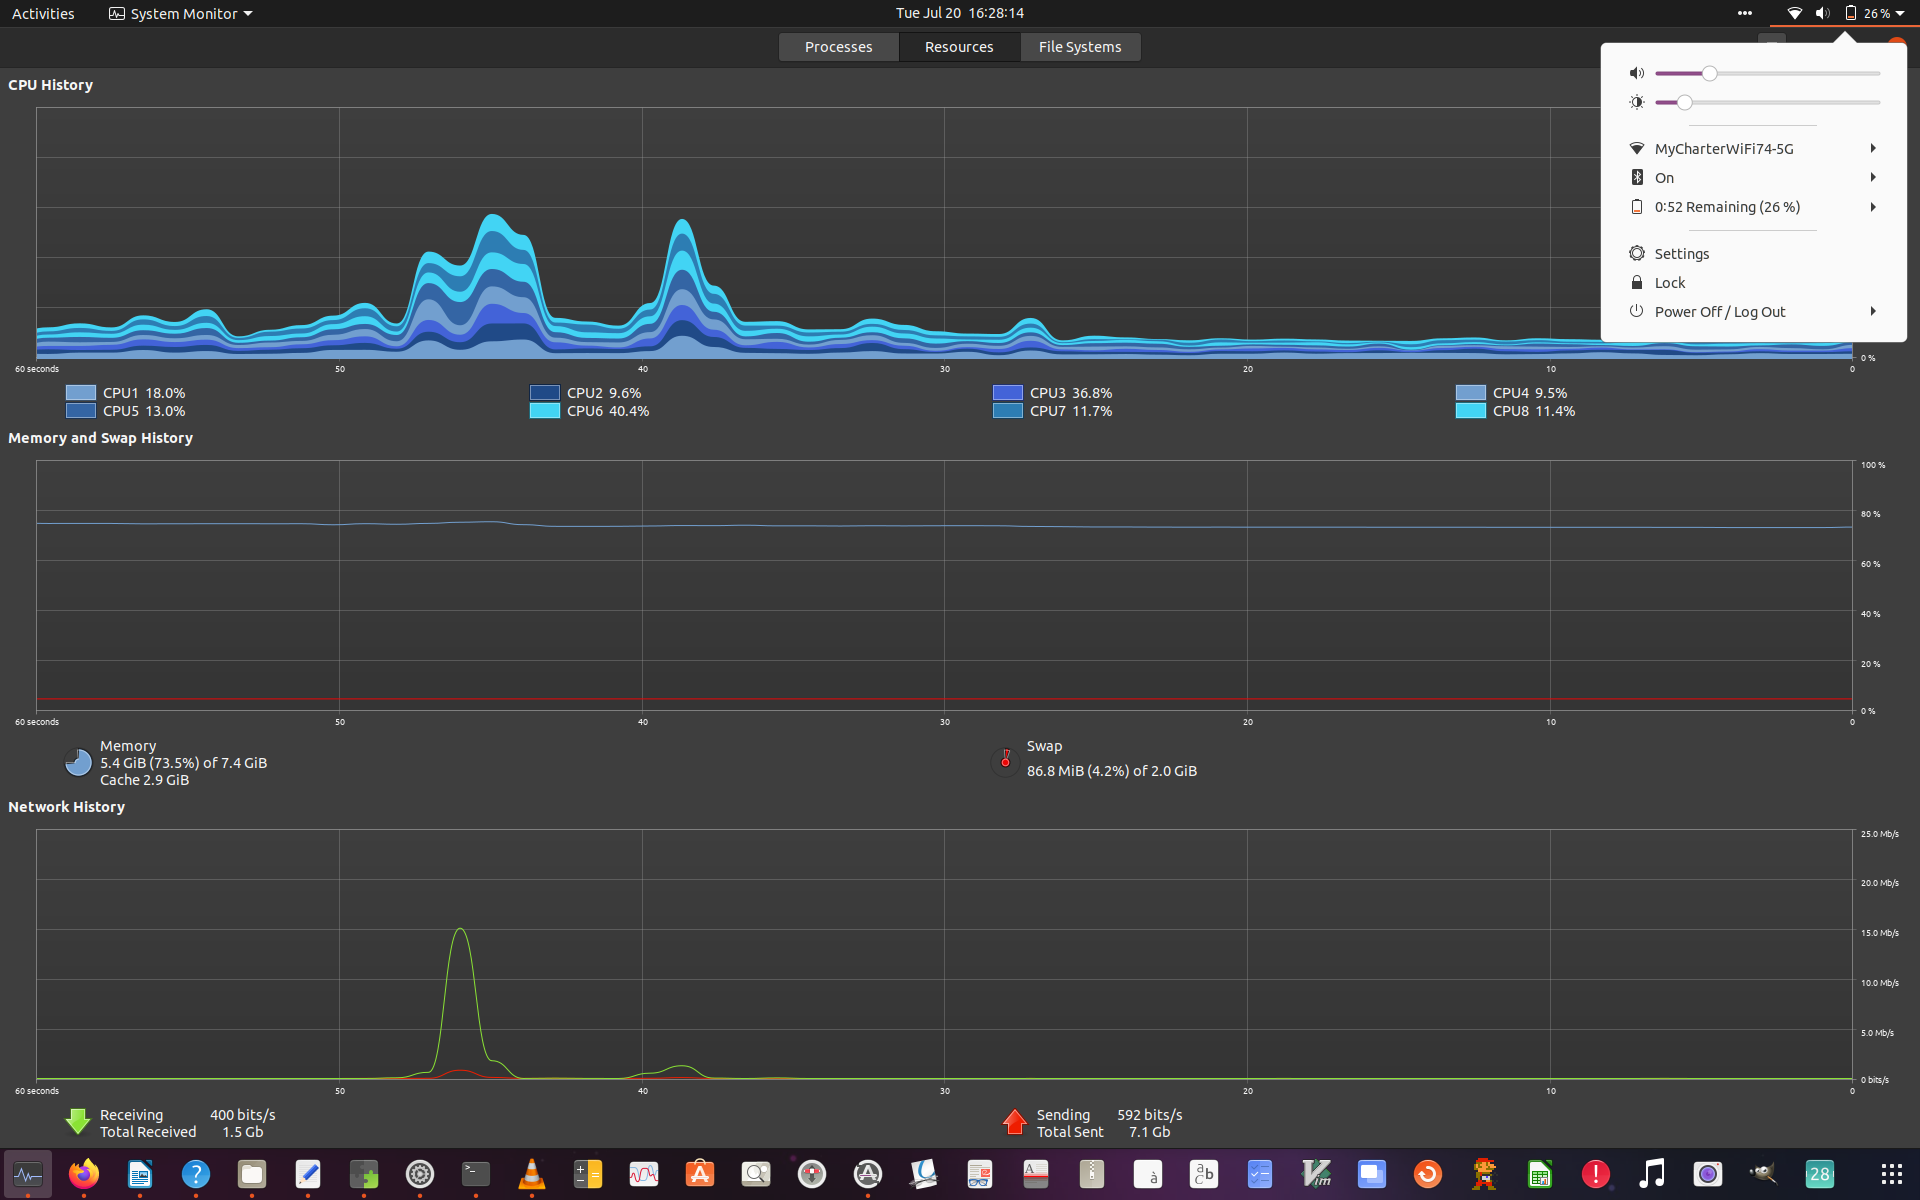 Activities
System Monitor
Tue Jul 20 16:28:14
26 %
Processes
Resources
File Systems
MyCharterWiFi74-5G
On
0:52 Remaining (26 %)
Settings
Lock
Power Off / Log Out
CPU History
0 %
60 seconds 50 40 30 20 10 0
CPU1 18.0% CPU2 9.6% CPU3 36.8% CPU4 9.5%
CPU5 13.0% CPU6 40.4% CPU7 11.7% CPU8 11.4%
Memory and Swap History
100 %
80 %
60 %
40 %
20 %
0 %
60 seconds 50 40 30 20 10 0
Memory
5.4 GiB (73.5%) of 7.4 GiB
Cache 2.9 GiB
Swap
86.8 MiB (4.2%) of 2.0 GiB
Network History
25.0 Mb/s
20.0 Mb/s
15.0 Mb/s
10.0 Mb/s
5.0 Mb/s
0 bits/s
60 seconds 50 40 30 20 10 0
Receiving 400 bits/s
Total Received 1.5 Gb
Sending 592 bits/s
Total Sent 7.1 Gb
28